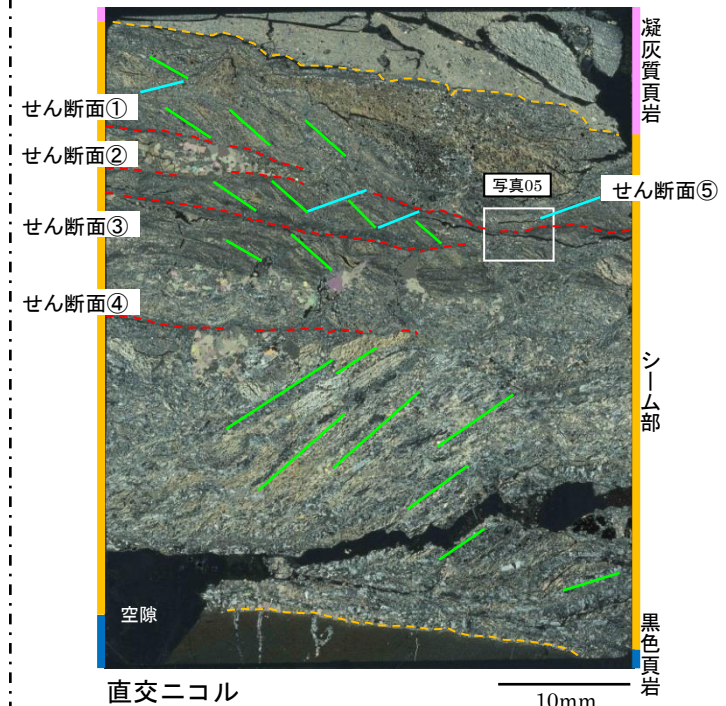 凝灰質頁岩
せん断面①
せん断面②
写真05
せん断面⑤
せん断面③
せん断面④
シーム部
空隙
黒色頁岩
直交ニコル
10mm